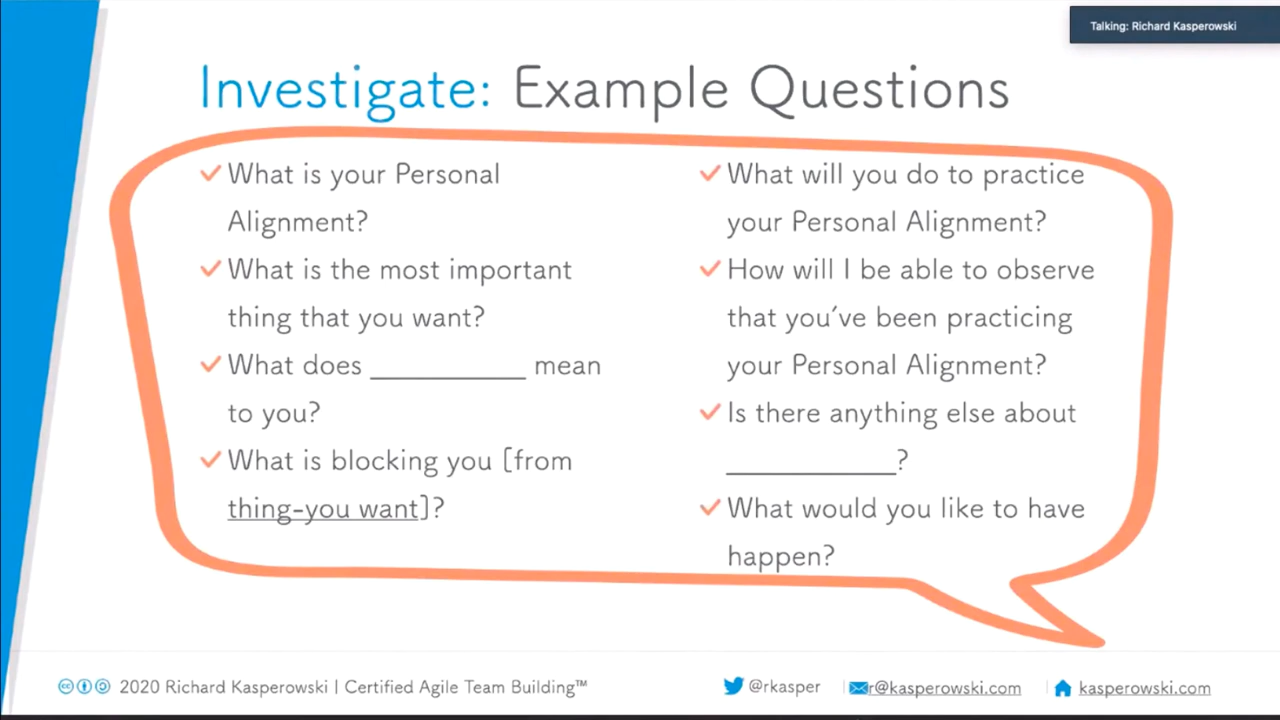 Talking: Richard Kasperowski
Investigate: Example Questions
What is your Personal
Alignment?
What is the most important
thing that you want?
What does ___________ mean
to you?
What is blocking you [from
thing-you want]?
What will you do to practice
your Personal Alignment?
How will I be able to observe
that you’ve been practicing
your Personal Alignment?
Is there anything else about
____________?
What would you like to have
happen?
2020 Richard Kasperowski | Certified Agile Team Building™
@rkasper
r@kasperowski.com
kasperowski.com